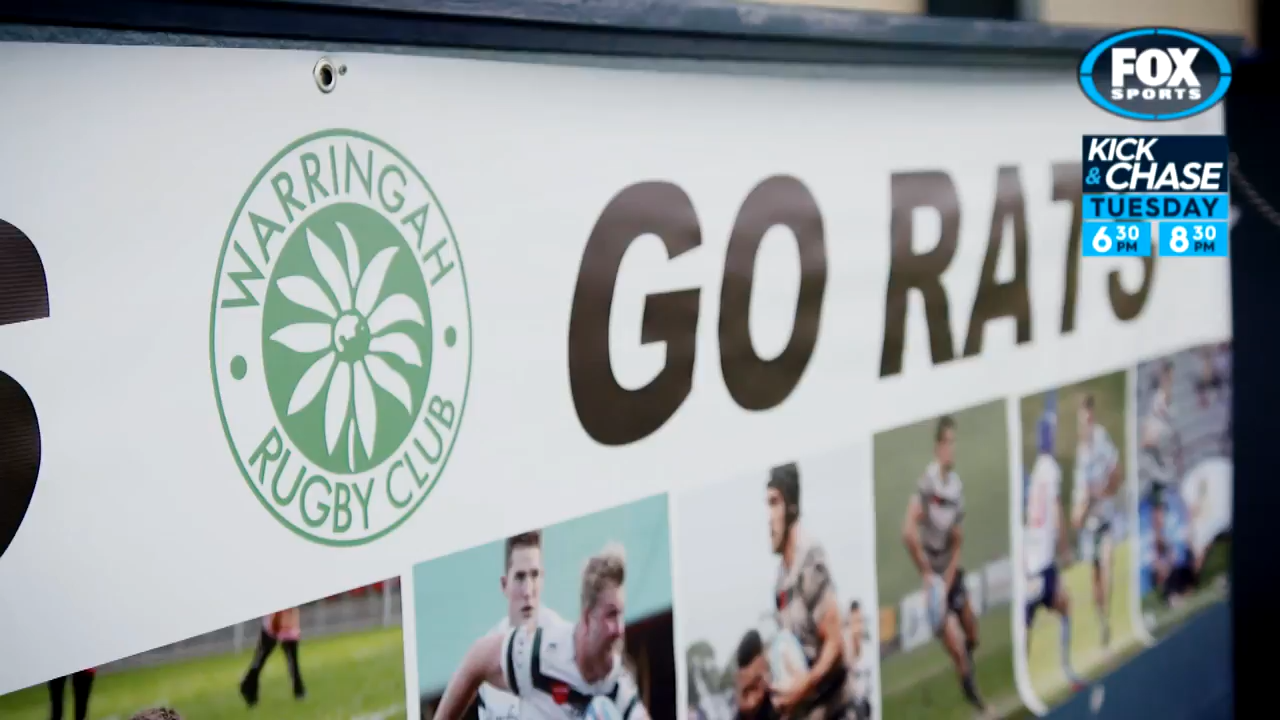 WARRINGAH
RUGBY CLUB
GO RATS
FOX
SPORTS
KICK
& CHASE
TUESDAY
6 30 PM 8 30 PM